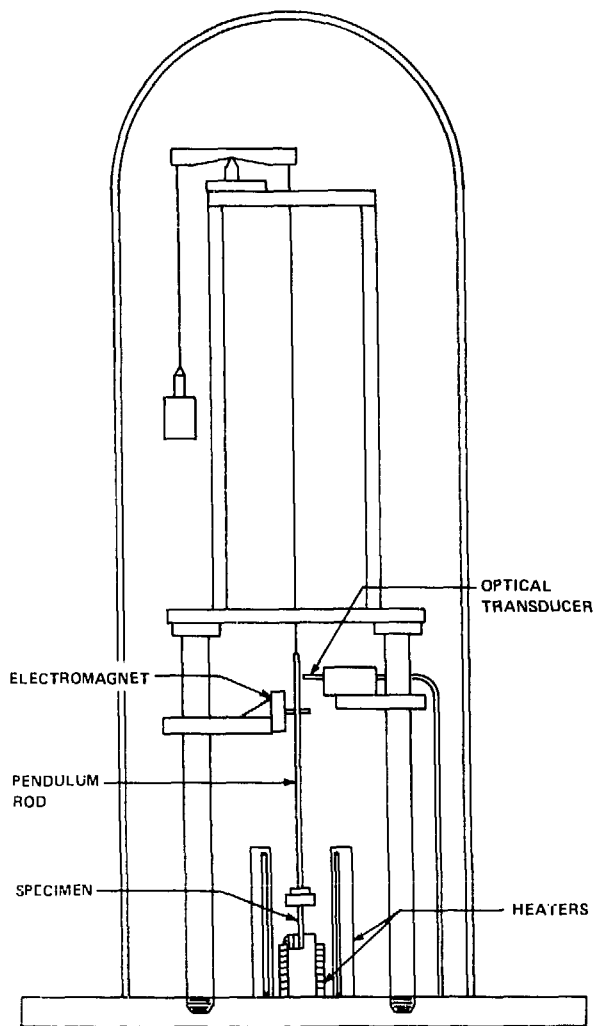 OPTICAL
TRANSDUCER
ELECTROMAGNET
PENDULUM
ROD
SPECIMEN
HEATERS